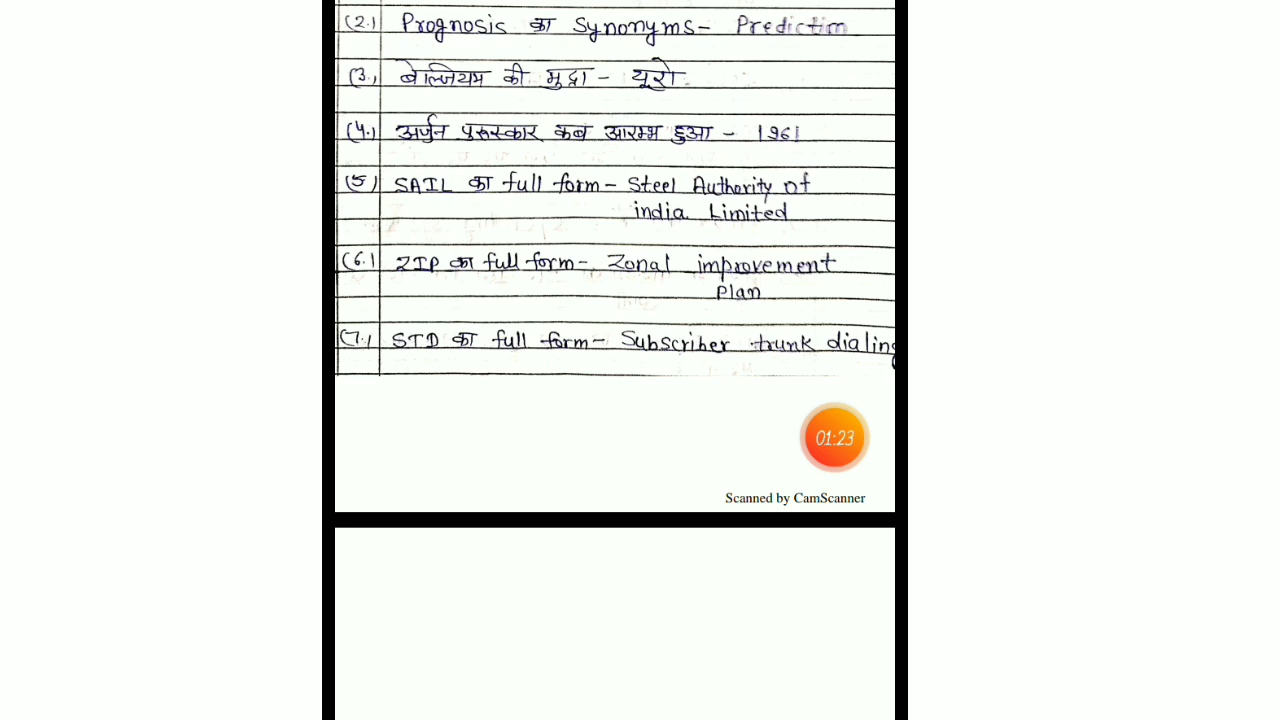 (2.) Prognosis का Synonyms- Prediction
(3.) बेल्जियम की मुद्रा - यूरो
(4.) अर्जुन पुरूस्कार कब आरम्भ हुआ - 1961
(5) SAIL का full form- Steel Authority of
india Limited
(6.) ZIP का full form- Zonal improvement
Plan
(7.) STD का full form- Subscriber trunk dialing
01:23
Scanned by CamScanner